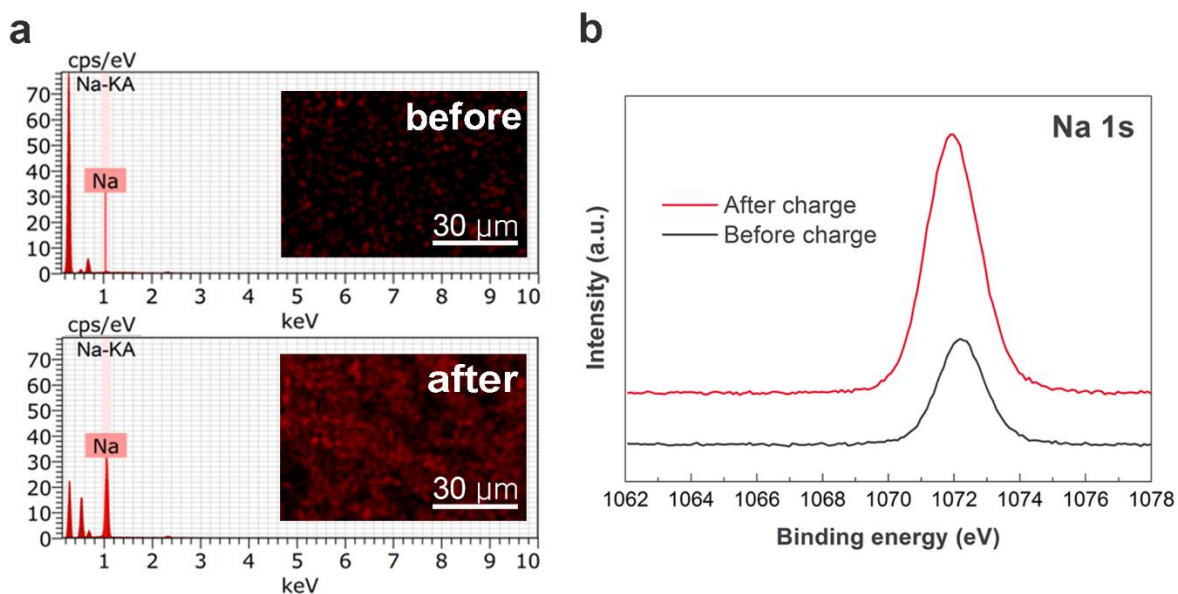 a
cps/eV
Na-KA
70
60
50
40
30
20
10
0
Na
before
30 µm
1 2 3 4 5 6 7 8 9 10
keV
cps/eV
Na-KA
70
60
50
40
30
20
10
0
Na
after
30 µm
1 2 3 4 5 6 7 8 9 10
keV
b
Na 1s
After charge
Before charge
Intensity (a.u.)
1062 1064 1066 1068 1070 1072 1074 1076 1078
Binding energy (eV)